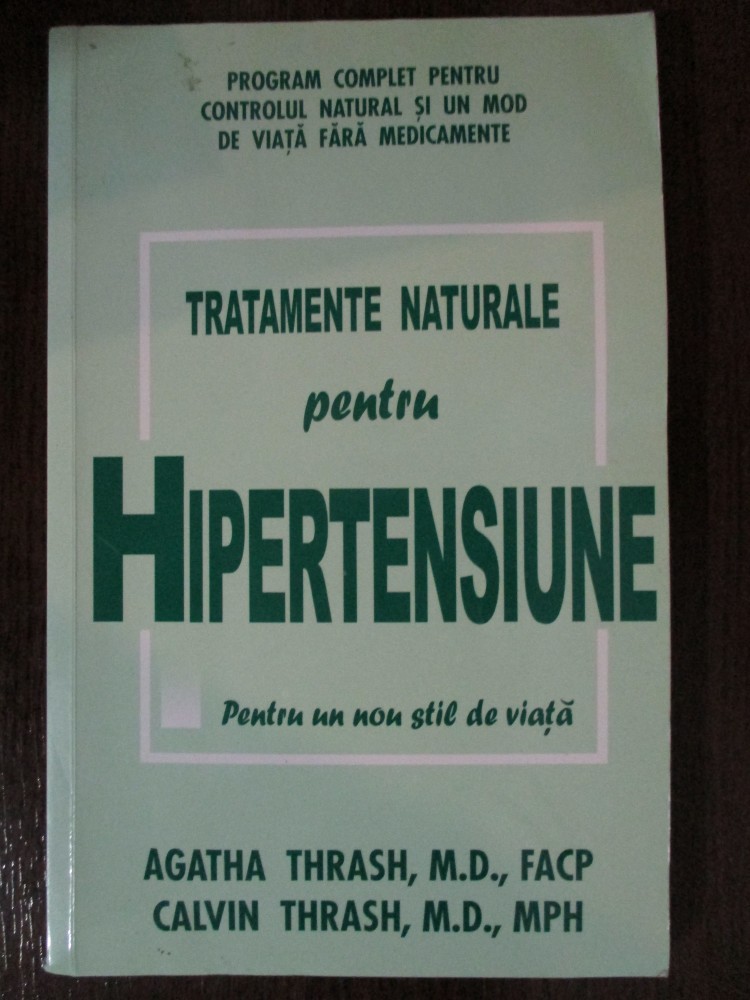 PROGRAM COMPLET PENTRU
CONTROLUL NATURAL ȘI UN MOD
DE VIAȚĂ FĂRĂ MEDICAMENTE
TRATAMENTE NATURALE
pentru
HIPERTENSIUNE
Pentru un nou stil de viață
AGATHA THRASH, M.D., FACP
CALVIN THRASH, M.D., MPH